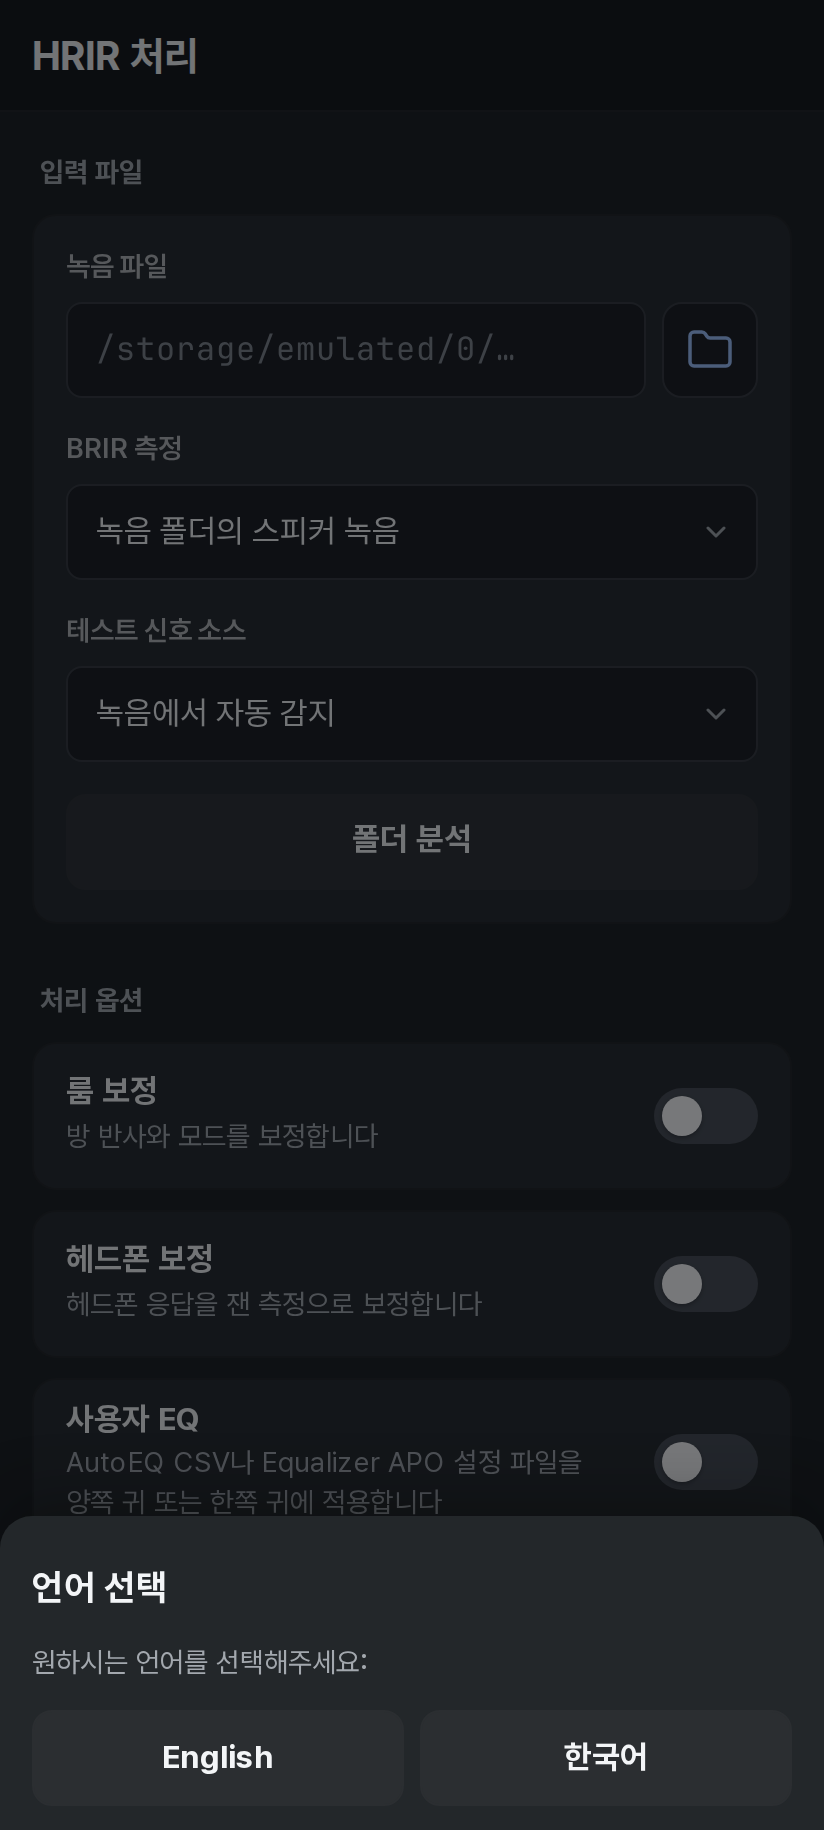 HRIR 처리
입력 파일
녹음 파일
/storage/emulated/0/…
BRIR 측정
녹음 폴더의 스피커 녹음
테스트 신호 소스
녹음에서 자동 감지
폴더 분석
처리 옵션
룸 보정
방 반사와 모드를 보정합니다
헤드폰 보정
헤드폰 응답을 잰 측정으로 보정합니다
사용자 EQ
AutoEQ CSV나 Equalizer APO 설정 파일을
양쪽 귀 또는 한쪽 귀에 적용합니다
언어 선택
원하시는 언어를 선택해주세요:
English
한국어